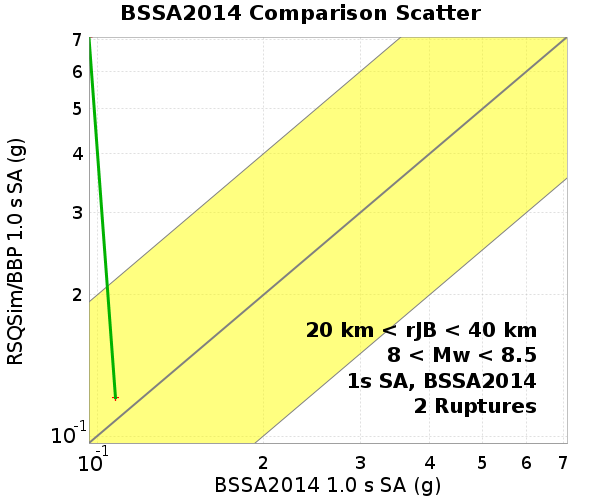 BSSA2014 Comparison Scatter
RSQSim/BBP 1.0 s SA (g)
7
6
5
4
3
2
10-1
20 km < rJB < 40 km
8 < Mw < 8.5
1s SA, BSSA2014
2 Ruptures
10-1 2 3 4 5 6 7
BSSA2014 1.0 s SA (g)